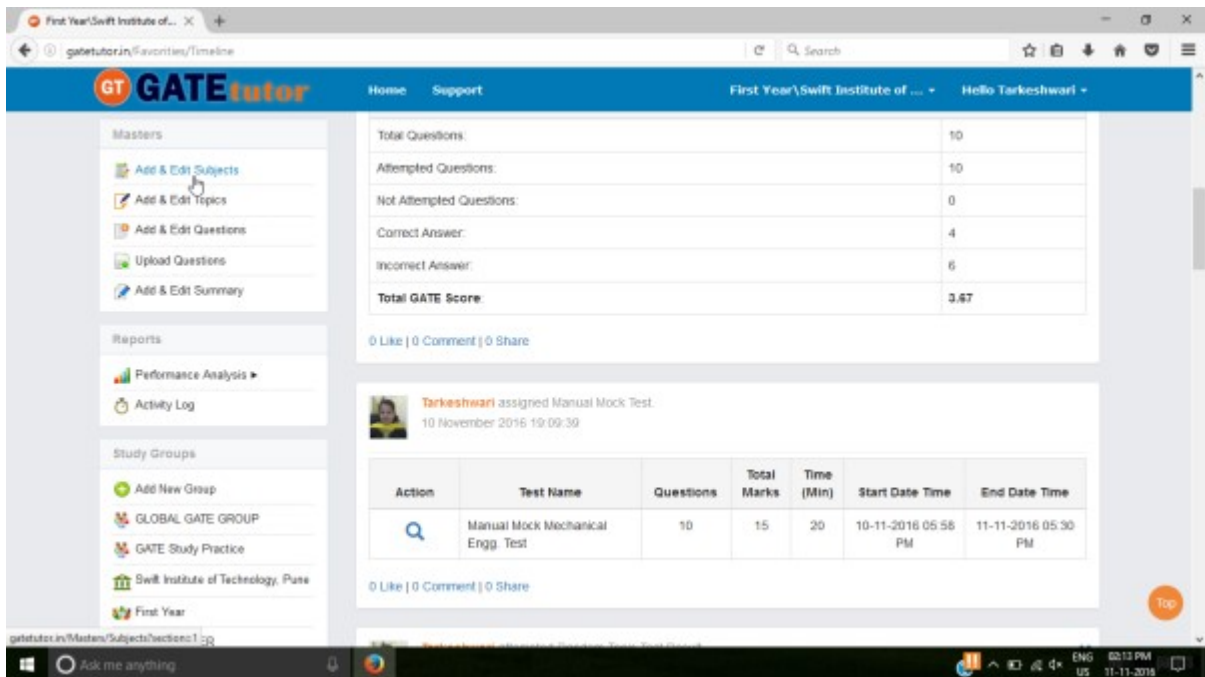 First Year\Swift Institute of...
gatetutor.in/Favorities/Timeline
Search
GT GATEtutor
Home Support First Year\Swift Institute of .... Hello Tarkeshwari
Masters
Add & Edit Subjects
Add & Edit Topics
Add & Edit Questions
Upload Questions
Add & Edit Summary
Reports
Performance Analysis
Activity Log
Study Groups
Add New Group
GLOBAL GATE GROUP
GATE Study Practice
Swift Institute of Technology, Pune
First Year
Total Questions: 10
Attempted Questions: 10
Not Attempted Questions: 0
Correct Answer: 4
Incorrect Answer: 6
Total GATE Score: 3.67
0 Like | 0 Comment | 0 Share
Tarkeshwari assigned Manual Mock Test.
10 November 2016 19:09:39
Action Test Name Questions Total Marks Time (Min) Start Date Time End Date Time
Manual Mock Mechanical Engg. Test 10 15 20 10-11-2016 05:58 PM 11-11-2016 05:30 PM
0 Like | 0 Comment | 0 Share
Top
gatetutor.in/Masters/Subjects?section=1
Ask me anything
ENG
US
02:13 PM
11-11-2016